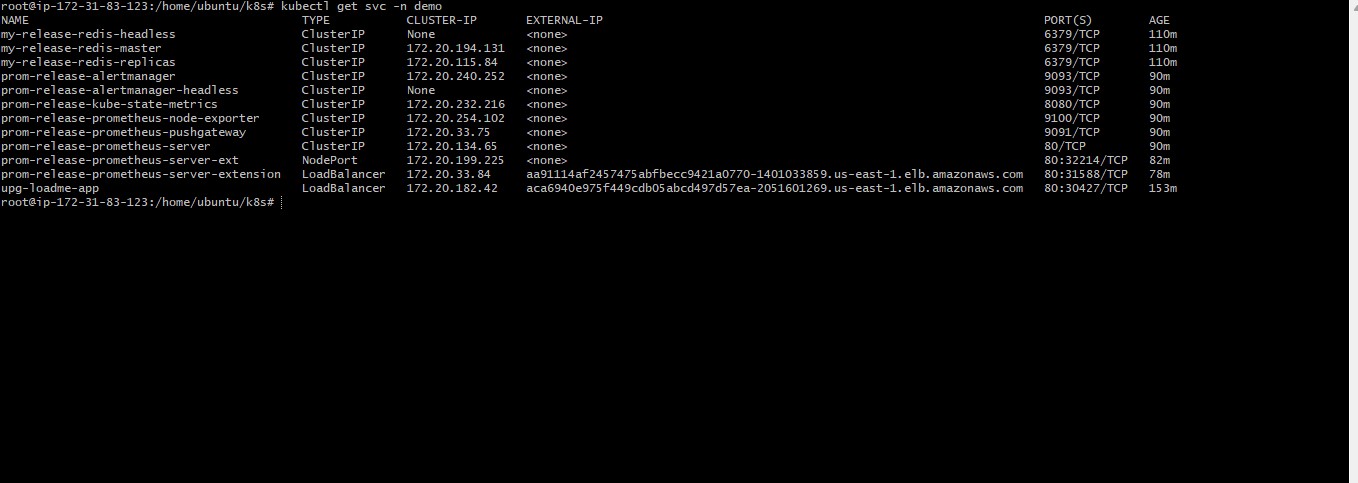 root@ip-172-31-83-123:/home/ubuntu/k8s# kubectl get svc -n demo
NAME TYPE CLUSTER-IP EXTERNAL-IP PORT(S) AGE
my-release-redis-headless ClusterIP None <none> 6379/TCP 110m
my-release-redis-master ClusterIP 172.20.194.131 <none> 6379/TCP 110m
my-release-redis-replicas ClusterIP 172.20.115.84 <none> 6379/TCP 110m
prom-release-alertmanager ClusterIP 172.20.240.252 <none> 9093/TCP 90m
prom-release-alertmanager-headless ClusterIP None <none> 9093/TCP 90m
prom-release-kube-state-metrics ClusterIP 172.20.232.216 <none> 8080/TCP 90m
prom-release-prometheus-node-exporter ClusterIP 172.20.254.102 <none> 9100/TCP 90m
prom-release-prometheus-pushgateway ClusterIP 172.20.33.75 <none> 9091/TCP 90m
prom-release-prometheus-server ClusterIP 172.20.134.65 <none> 80/TCP 90m
prom-release-prometheus-server-ext NodePort 172.20.199.225 <none> 80:32214/TCP 82m
prom-release-prometheus-server-extension LoadBalancer 172.20.33.84 aa91114af2457475abfbecc9421a0770-1401033859.us-east-1.elb.amazonaws.com 80:31588/TCP 78m
upg-loadme-app LoadBalancer 172.20.182.42 aca6940e975f449cdb05abcd497d57ea-2051601269.us-east-1.elb.amazonaws.com 80:30427/TCP 153m
root@ip-172-31-83-123:/home/ubuntu/k8s#